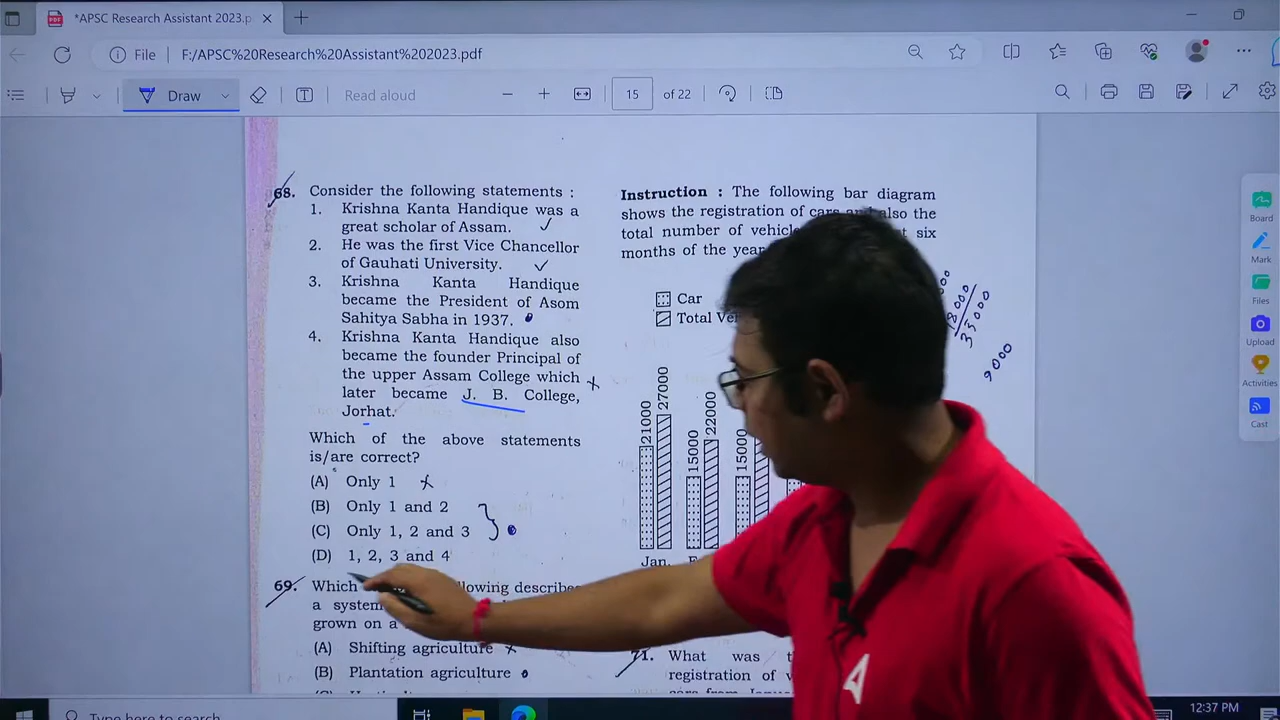 *APSC Research Assistant 2023.p
File
F:/APSC%20Research%20Assistant%202023.pdf
Draw
Read aloud
15
of 22
68. Consider the following statements :
1. Krishna Kanta Handique was a
great scholar of Assam.
2. He was the first Vice Chancellor
of Gauhati University.
3. Krishna Kanta Handique
became the President of Asom
Sahitya Sabha in 1937.
4. Krishna Kanta Handique also
became the founder Principal of
the upper Assam College which
later became J. B. College,
Jorhat.
Which of the above statements
is/are correct?
(A) Only 1
(B) Only 1 and 2
(C) Only 1, 2 and 3
(D) 1, 2, 3 and 4
69. Which
lowing describes
a system
grown on a
(A) Shifting agriculture
(B) Plantation agriculture
Instruction : The following bar diagram
shows the registration of cars and also the
total number of vehicl
six
months of the year
Car
Total Ve
21000
27000
15000
22000
15000
Jan.
33000
9000
71. What was
registration of
cars from
Board
Mark
Files
Upload
Activities
Cast
Type here to search
12:37 PM